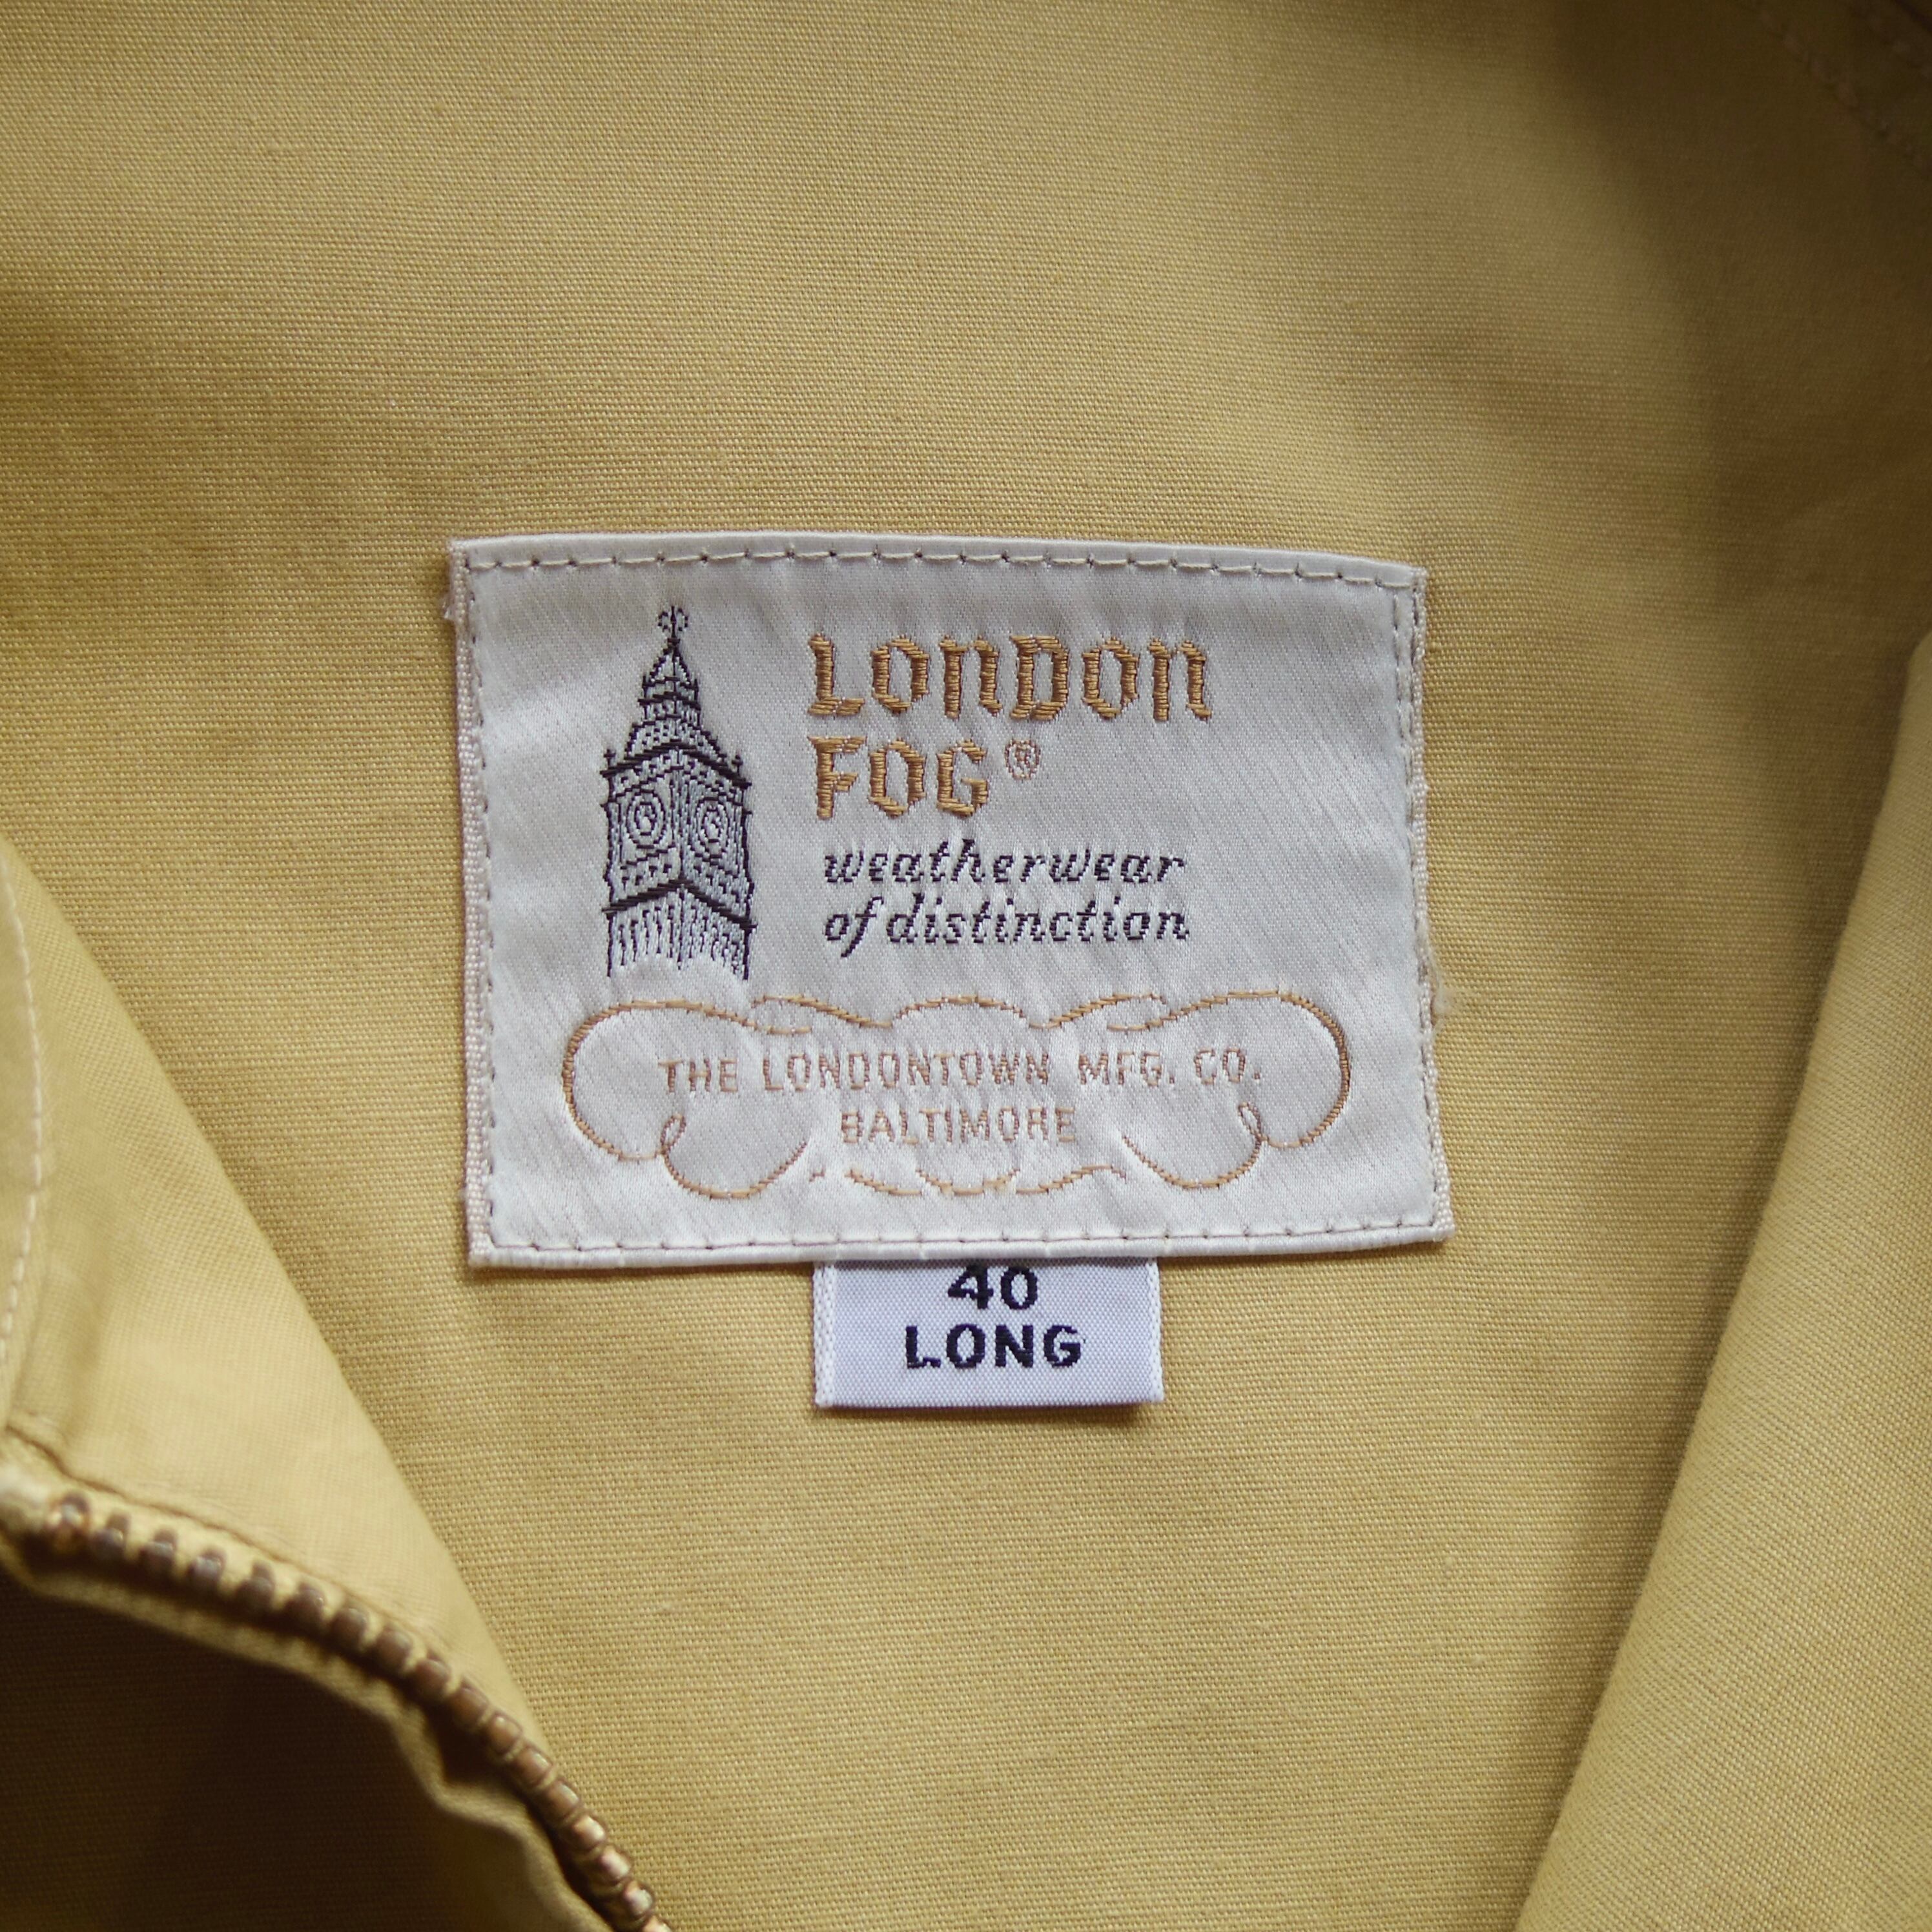 LONDON
FOG®
weatherwear
of distinction
THE LONDONTOWN MFG. CO.
BALTIMORE
40
LONG